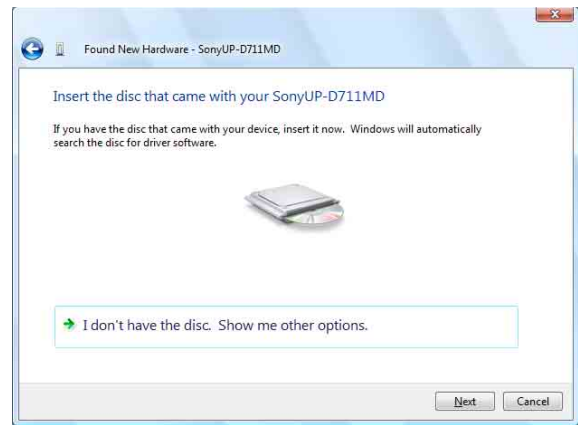 Found New Hardware - SonyUP-D711MD
Insert the disc that came with your SonyUP-D711MD
If you have the disc that came with your device, insert it now. Windows will automatically
search the disc for driver software.
I don't have the disc. Show me other options.
Next Cancel